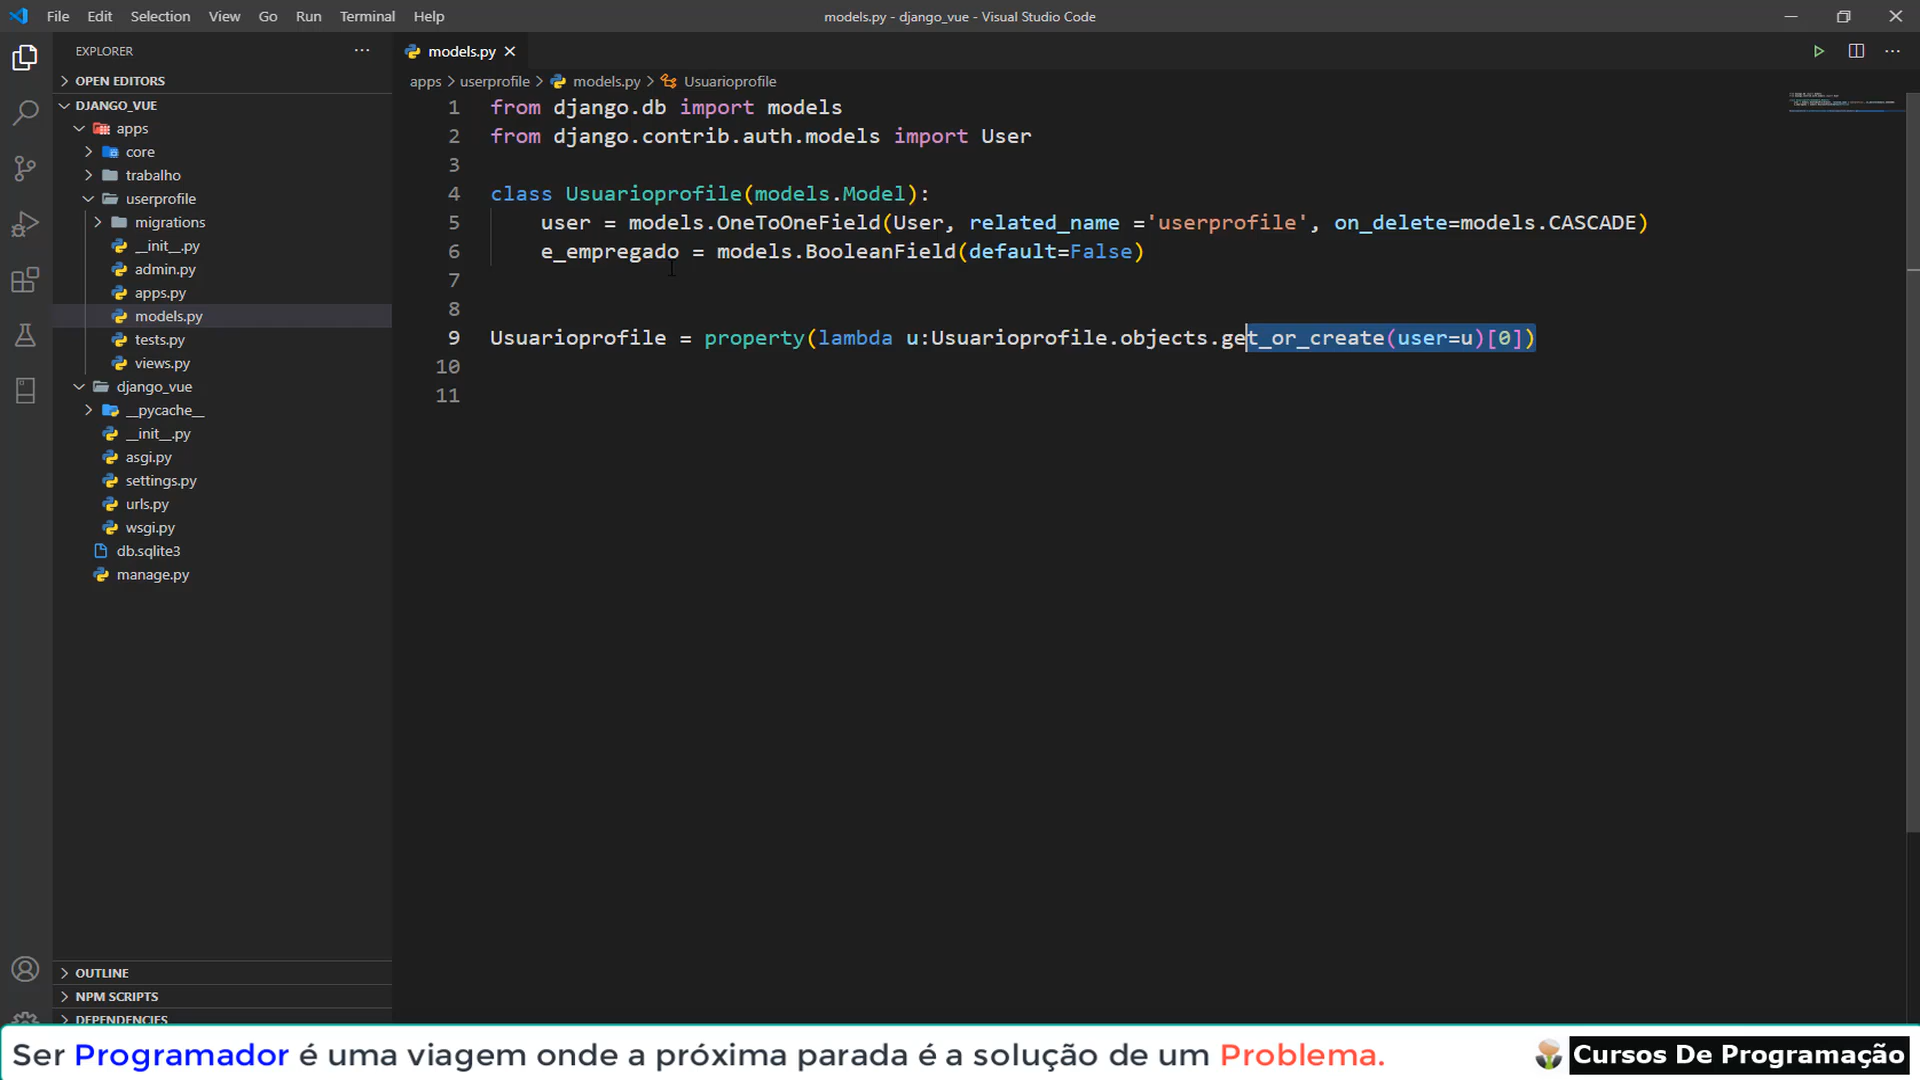 File Edit Selection View Go Run Terminal Help
models.py - django_vue - Visual Studio Code
EXPLORER
OPEN EDITORS
DJANGO_VUE
apps
core
trabalho
userprofile
migrations
__init__.py
admin.py
apps.py
models.py
tests.py
views.py
django_vue
__pycache__
__init__.py
asgi.py
settings.py
urls.py
wsgi.py
db.sqlite3
manage.py
OUTLINE
NPM SCRIPTS
DEPENDENCIES
models.py
apps > userprofile > models.py > Usuarioprofile
1 from django.db import models
2 from django.contrib.auth.models import User
3
4 class Usuarioprofile(models.Model):
5 user = models.OneToOneField(User, related_name ='userprofile', on_delete=models.CASCADE)
6 e_empregado = models.BooleanField(default=False)
7
8
9 Usuarioprofile = property(lambda u:Usuarioprofile.objects.get_or_create(user=u)[0])
10
11
Ser Programador é uma viagem onde a próxima parada é a solução de um Problema.
Cursos De Programação